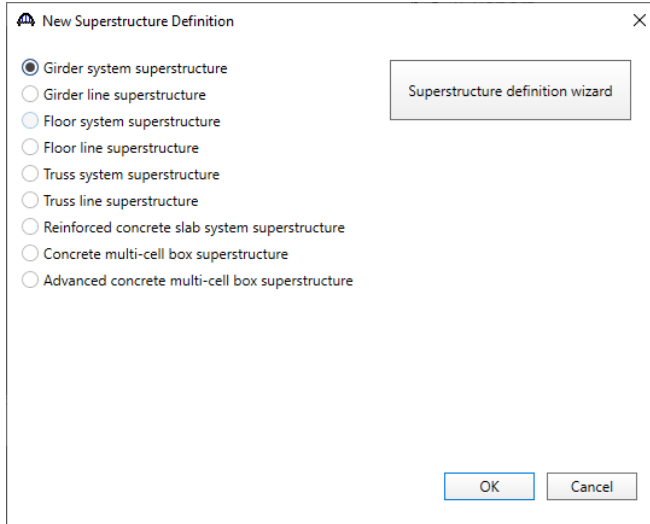 New Superstructure Definition
Girder system superstructure
Girder line superstructure
Floor system superstructure
Floor line superstructure
Truss system superstructure
Truss line superstructure
Reinforced concrete slab system superstructure
Concrete multi-cell box superstructure
Advanced concrete multi-cell box superstructure
Superstructure definition wizard
OK
Cancel